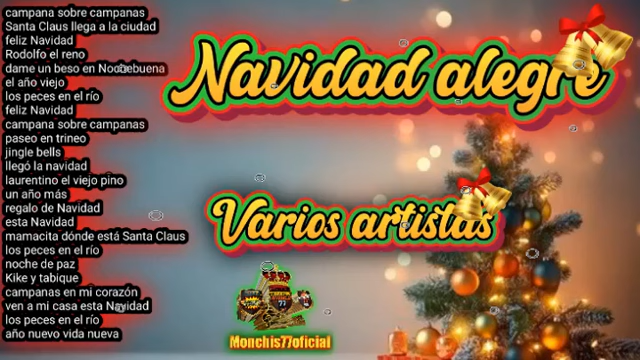 campana sobre campanas
Santa Claus llega a la ciudad
feliz Navidad
Rodolfo el reno
dame un beso en Nochebuena
el año viejo
los peces en el río
feliz Navidad
campana sobre campanas
paseo en trineo
jingle bells
llegó la navidad
laurentino el viejo pino
un año más
regalo de Navidad
esta Navidad
mamacita dónde está Santa Claus
los peces en el río
noche de paz
Kike y tabique
campanas en mi corazón
ven a mi casa esta Navidad
los peces en el río
año nuevo vida nueva
Navidad alegre
Varios artistas
77
Monchis77oficial